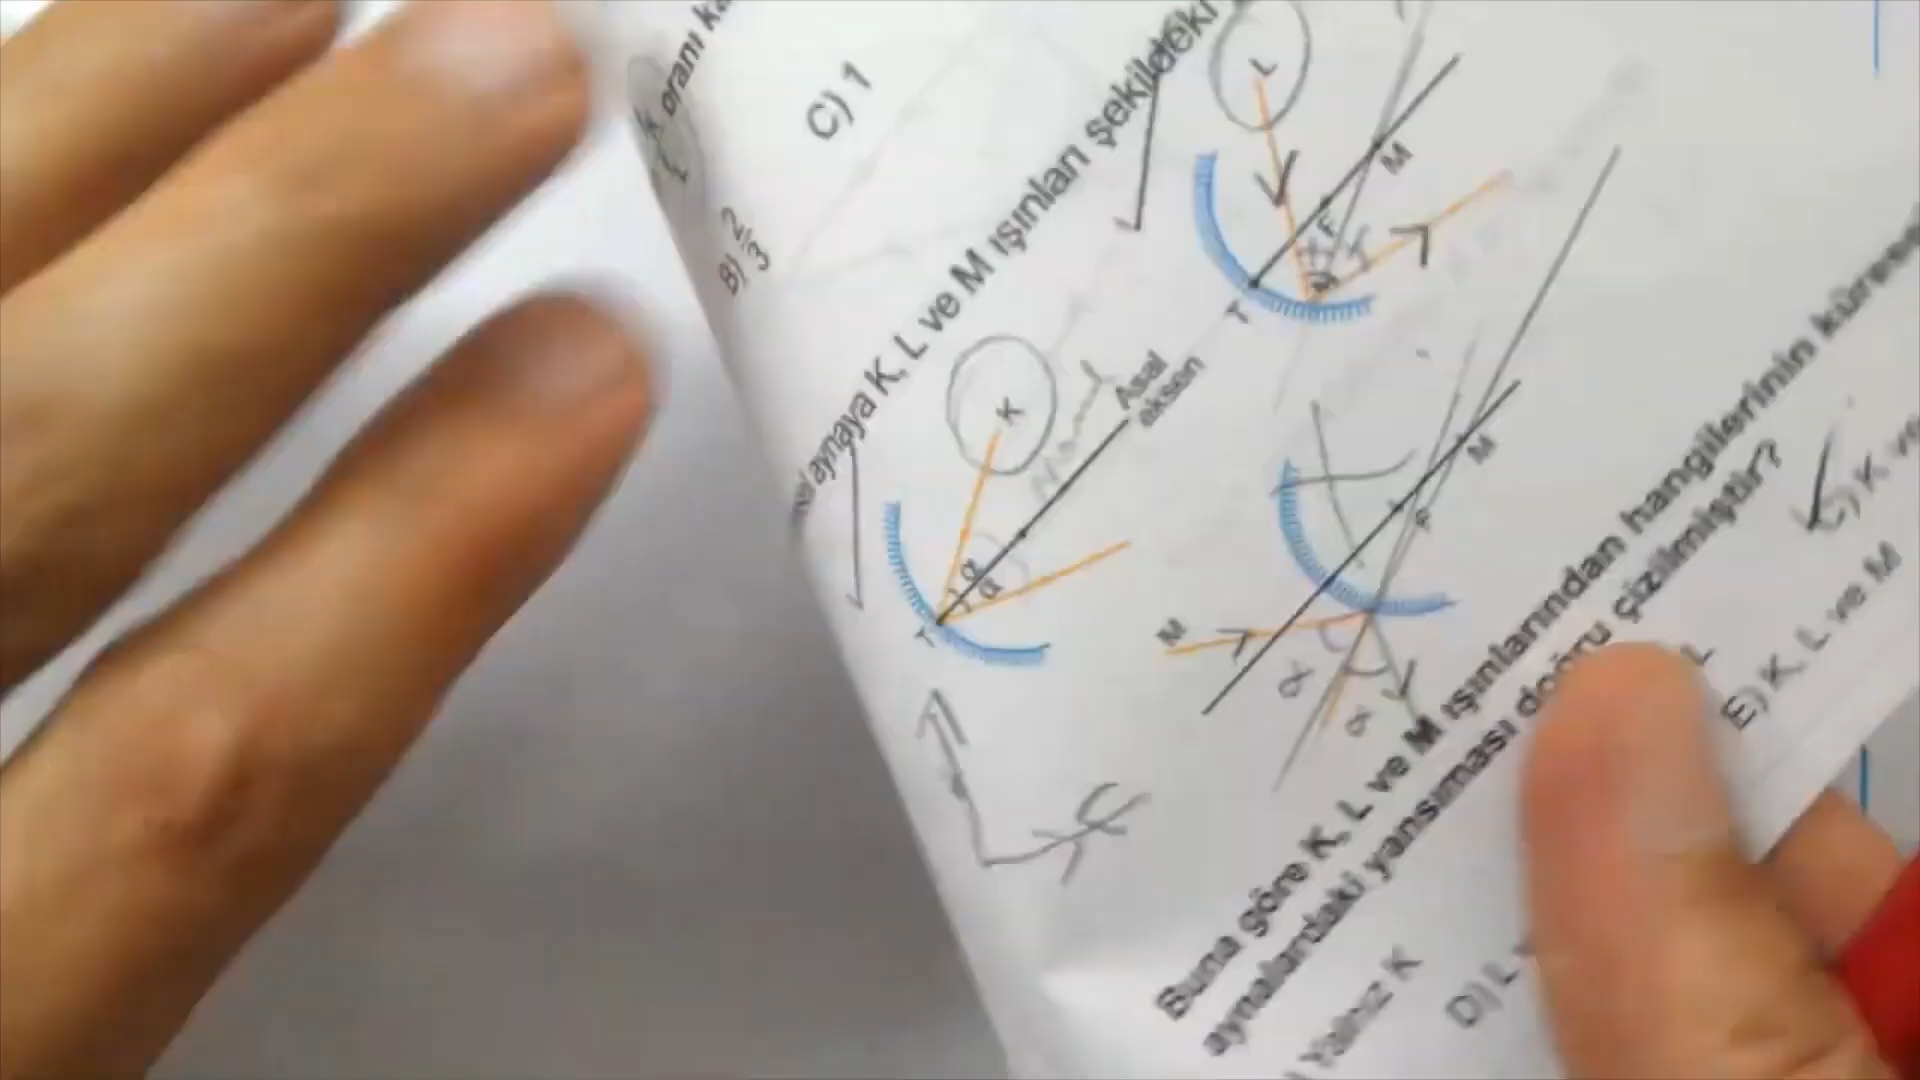 oranı
B) 2/3
C) 1
aynaya K, L ve M ışınları şekildeki
K
Normal
Asal
eksen
α
α
T
L
M
F
N
T
M
F
M
α
α
Buna göre K, L ve M ışınlarından hangilerinin küresel
aynalardaki yansıması doğru çizilmiştir?
Yalnız K
C) K ve
D) L
E) K, L ve M